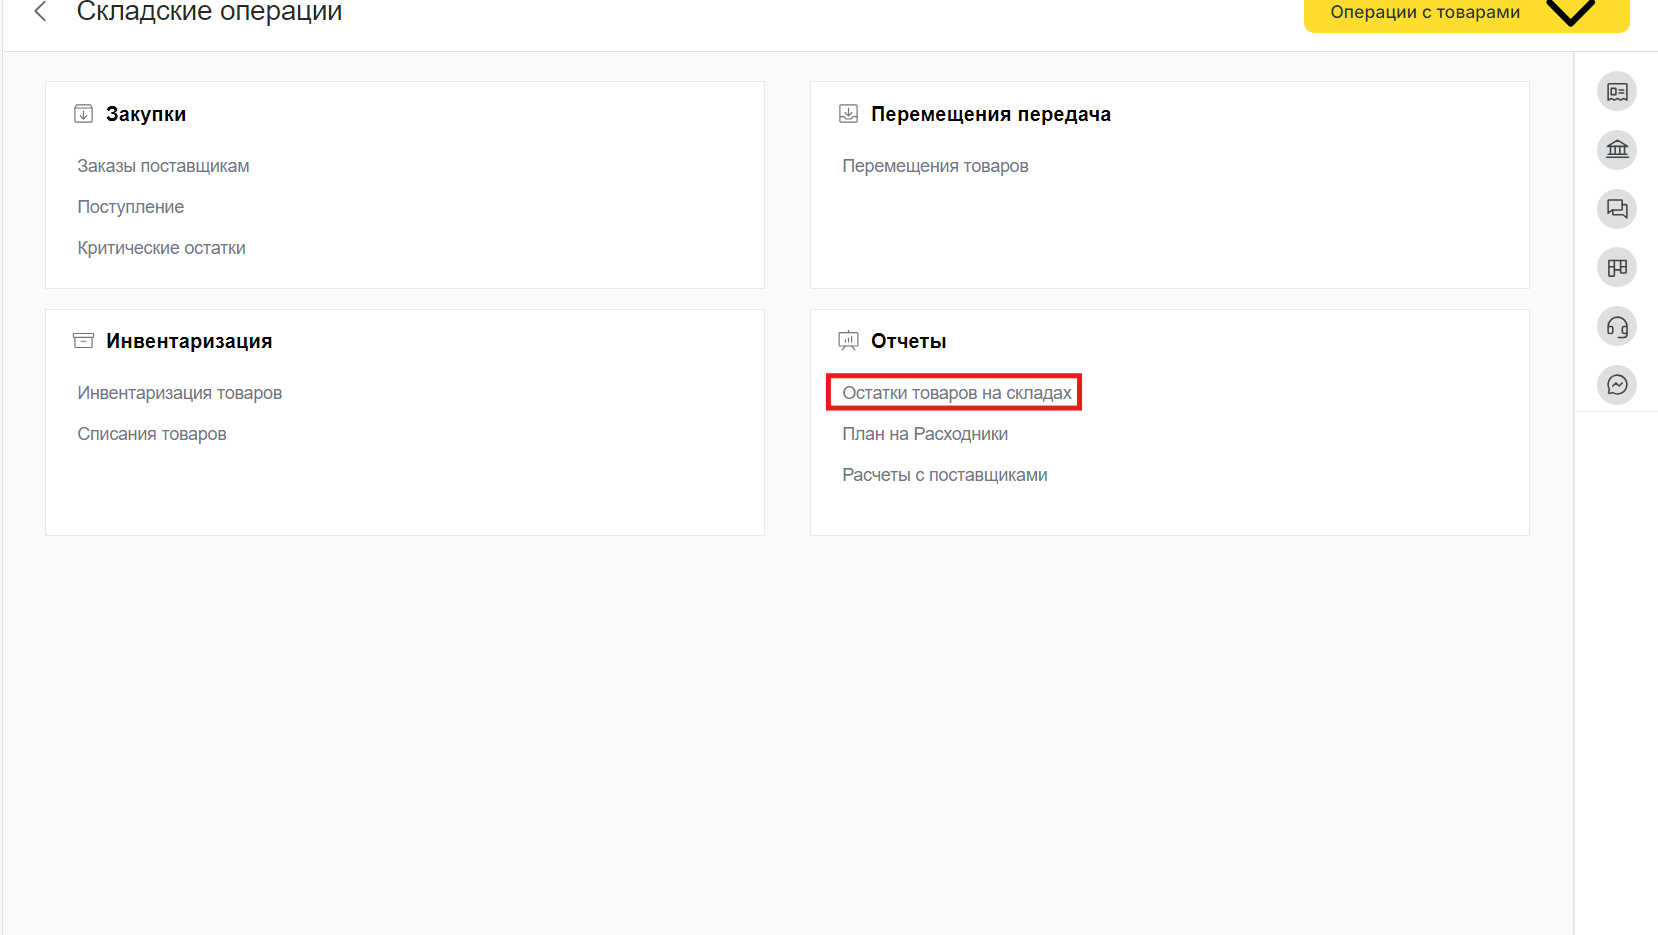 Складские операции
Операции с товарами
Закупки
Заказы поставщикам
Поступление
Критические остатки
Перемещения передача
Перемещения товаров
Инвентаризация
Инвентаризация товаров
Списания товаров
Отчеты
Остатки товаров на складах
План на Расходники
Расчеты с поставщиками